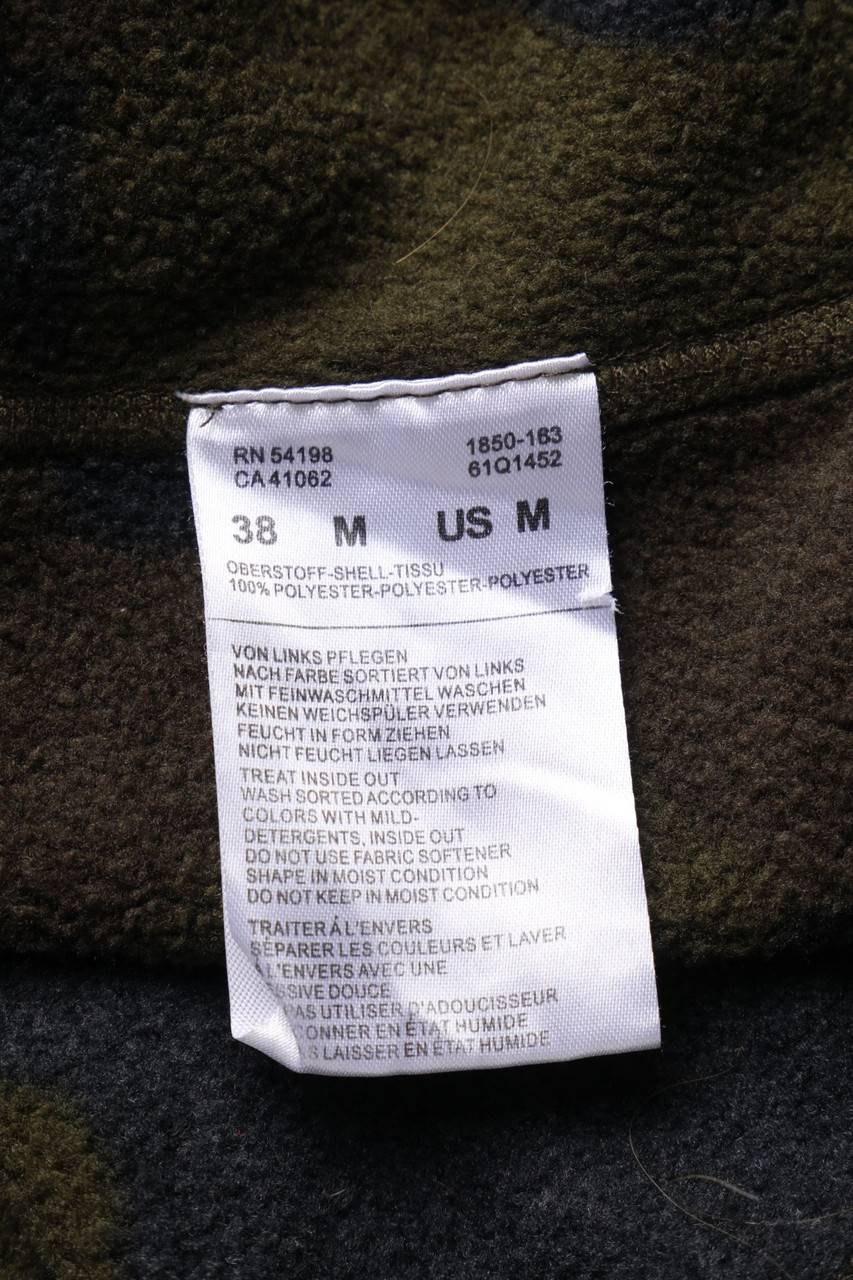 RN 54198 1850-163
CA 41062 61Q1452
38 M US M
OBERSTOFF-SHELL-TISSU
100% POLYESTER-POLYESTER-POLYESTER
VON LINKS PFLEGEN
NACH FARBE SORTIERT VON LINKS
MIT FEINWASCHMITTEL WASCHEN
KEINEN WEICHSPÜLER VERWENDEN
FEUCHT IN FORM ZIEHEN
NICHT FEUCHT LIEGEN LASSEN
TREAT INSIDE OUT
WASH SORTED ACCORDING TO
COLORS WITH MILD-
DETERGENTS, INSIDE OUT
DO NOT USE FABRIC SOFTENER
SHAPE IN MOIST CONDITION
DO NOT KEEP IN MOIST CONDITION
TRAITER Á L'ENVERS
SÉPARER LES COULEURS ET LAVER
Á L'ENVERS AVEC UNE
DOUCE
PAS UTILISER D'ADOUCISSEUR
EN ÉTAT HUMIDE
LAISSER EN ÉTAT HUMIDE